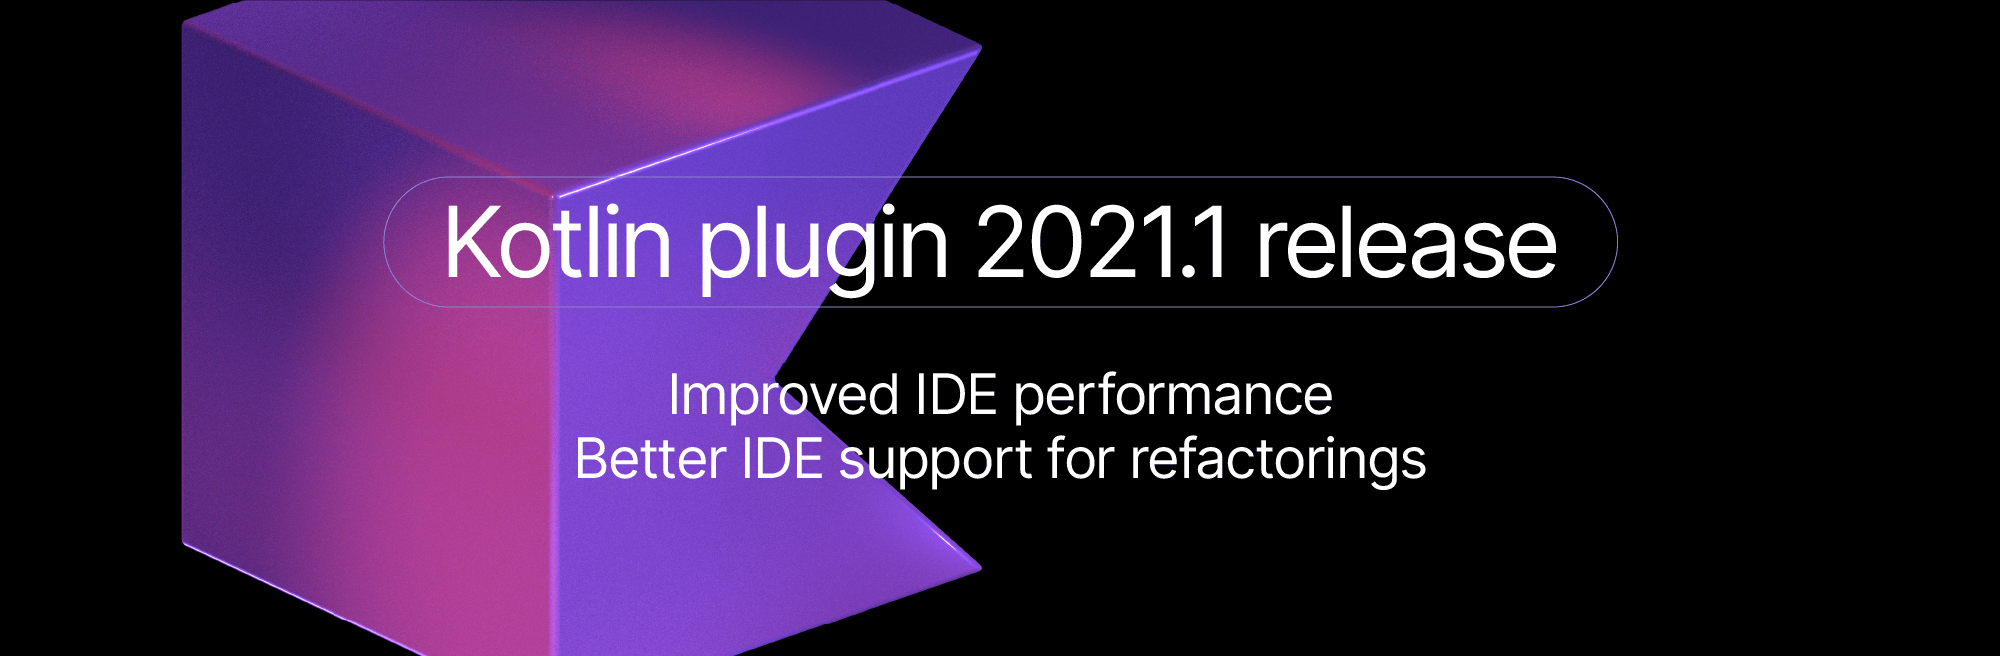 Kotlin plugin 2021.1 release
Improved IDE performance
Better IDE support for refactorings